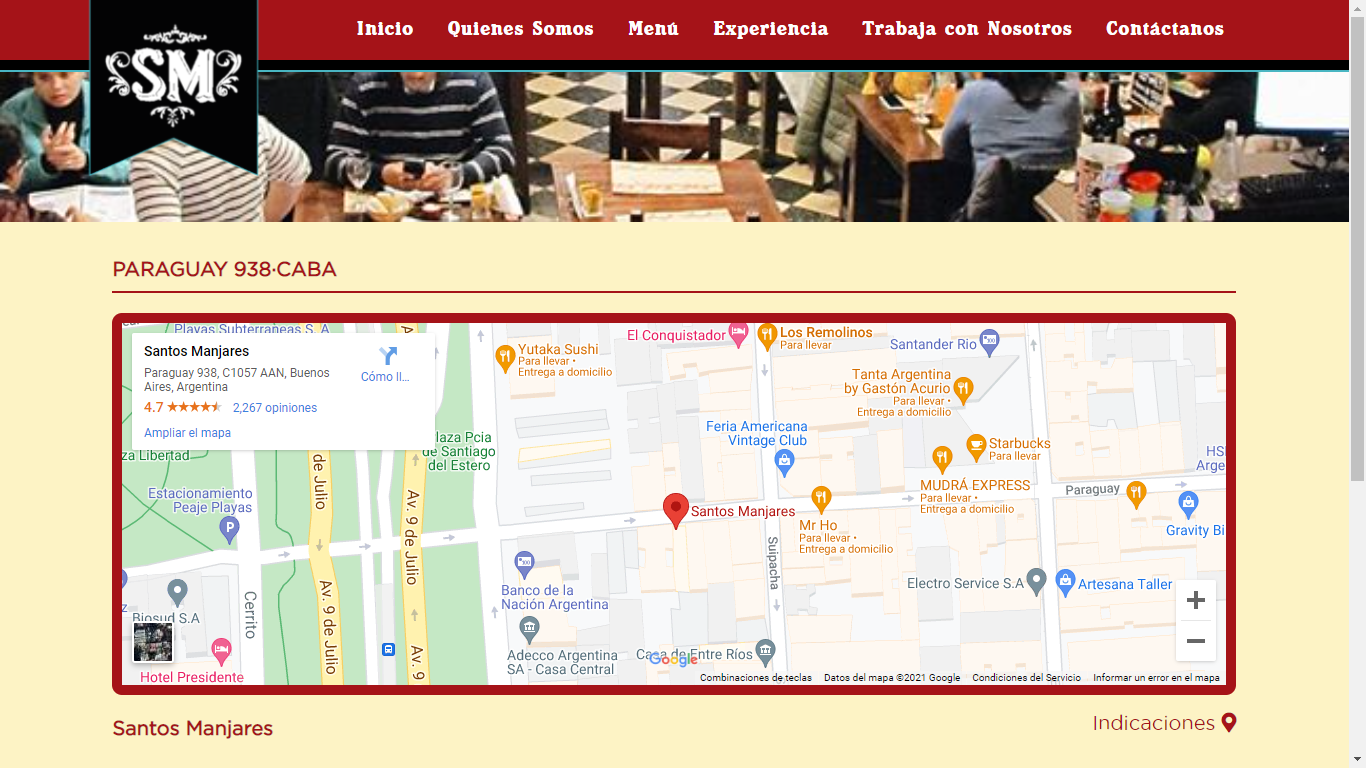 SM
Inicio Quienes Somos Menú Experiencia Trabaja con Nosotros Contáctanos
PARAGUAY 938·CABA
Playas Subterraneas S. A
Santos Manjares
Paraguay 938, C1057 AAN, Buenos
Aires, Argentina
4.7
2,267 opiniones
Ampliar el mapa
Cómo ll...
El Conquistador
Los Remolinos
Para llevar
Santander Rio
Yutaka Sushi
Para llevar •
Entrega a domicilio
Tanta Argentina
by Gastón Acurio
Para llevar •
Entrega a domicilio
Feria Americana
Vintage Club
Starbucks
Para llevar
laza Pcia
de Santiago
del Estero
za Libertad
HS
Arge
MUDRÁ EXPRESS
Para llevar •
Entrega a domicilio
Paraguay
Estacionamiento
Peaje Playas
P
9 de Julio
Av. 9 de Julio
Santos Manjares
Mr Ho
Para llevar •
Entrega a domicilio
Gravity Bi
Suipacha
Banco de la
Nación Argentina
Electro Service S.A
Artesana Taller
Biosud S.A
Cerrito
Av. 9 de Julio
Av. 9
Adecco Argentina
SA - Casa Central
Casa de Entre Ríos
Google
Hotel Presidente
Combinaciones de teclas Datos del mapa ©2021 Google Condiciones del Servicio Informar un error en el mapa
Santos Manjares
Indicaciones